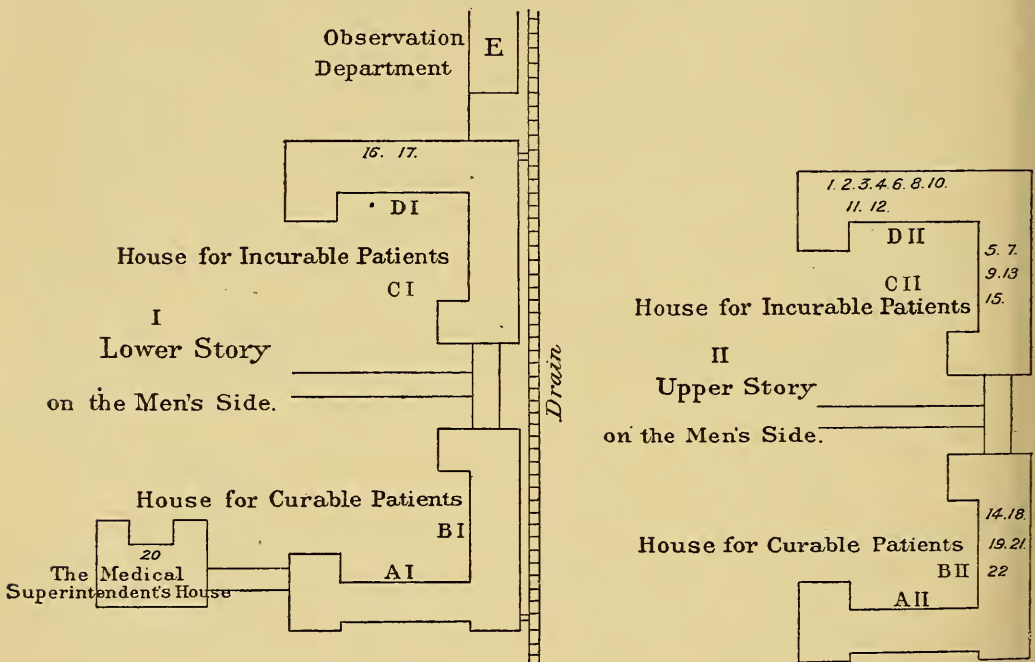 Observation
Department
E
16. 17.
DI
House for Incurable Patients
CI
I
Lower Story
on the Men's Side.
Drain
House for Curable Patients
BI
20
The Medical
Superintendent's House
AI
1. 2. 3. 4. 6. 8. 10.
11. 12.
DII
5. 7.
CII
9. 13
House for Incurable Patients
15.
II
Upper Story
on the Men's Side.
14. 18.
House for Curable Patients
19. 21.
BII
22
AII